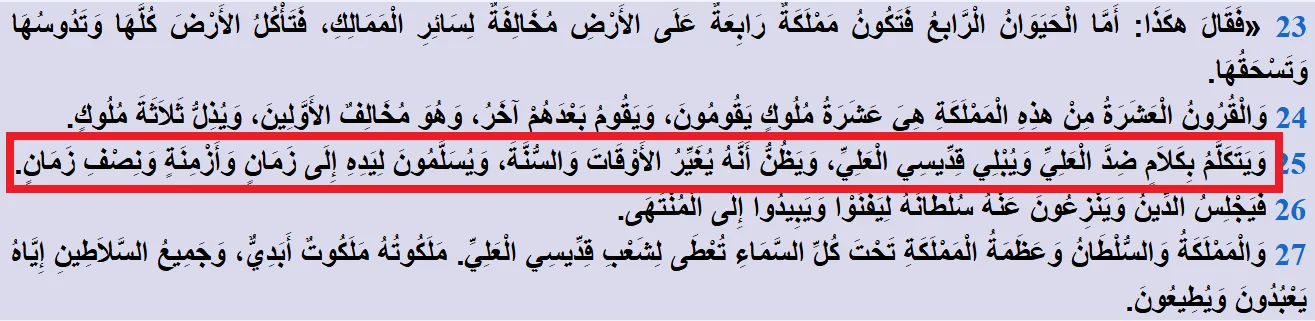 23 «فَقَالَ هكَذَا: أَمَّا الْحَيَوَانُ الرَّابعُ فَتَكُونُ مَمْلَكَةٌ رَابِعَةٌ عَلَى الأَرْضِ مُخَالِفَةٌ لِسَائِرِ الْمَمَالِكِ، فَتَأْكُلُ الأَرْضَ كُلَّهَا وَتَدُوسُهَا
وَتَسْحَقُهَا.
24 وَالْقُرُونُ الْعَشَرَةُ مِنْ هذِهِ الْمَمْلَكَةِ هِيَ عَشَرَةُ مُلُوكٍ يَقُومُونَ، وَيَقُومُ بَعْدَهُمْ آخَرُ، وَهُوَ مُخَالِفٌ الأَوَّلِينَ، وَيُذِلُّ ثَلاَثَةَ مُلُوكٍ.
25 وَيَتَكَلَّمُ بِكَلاَمٍ ضِدَّ الْعَلِيِّ وَيُبْلِي قِدِّيسِي الْعَلِيِّ، وَيَظُنُّ أَنَّهُ يُغَيِّرُ الأَوْقَاتَ وَالسُّنَّةَ، وَيُسَلَّمُونَ لِيَدِهِ إِلَى زَمَانٍ وَأَزْمِنَةٍ وَنِصْفِ زَمَانٍ.
26 فَيَجْلِسُ الدِّينُ وَيَنْزِعُونَ عَنْهُ سُلْطَانَهُ لِيَفْنَوْا وَيَبِيدُوا إِلَى الْمُنْتَهَى.
27 وَالْمَمْلَكَةُ وَالسُّلْطَانُ وَعَظَمَةُ الْمَمْلَكَةِ تَحْتَ كُلِّ السَّمَاءِ تُعْطَى لِشَعْبِ قِدِّيسِي الْعَلِيِّ. مَلَكُوتُهُ مَلَكُوتٌ أَبَدِيٌّ، وَجَمِيعُ السَّلاَطِينِ إِيَّاهُ
يَعْبُدُونَ وَيُطِيعُونَ.